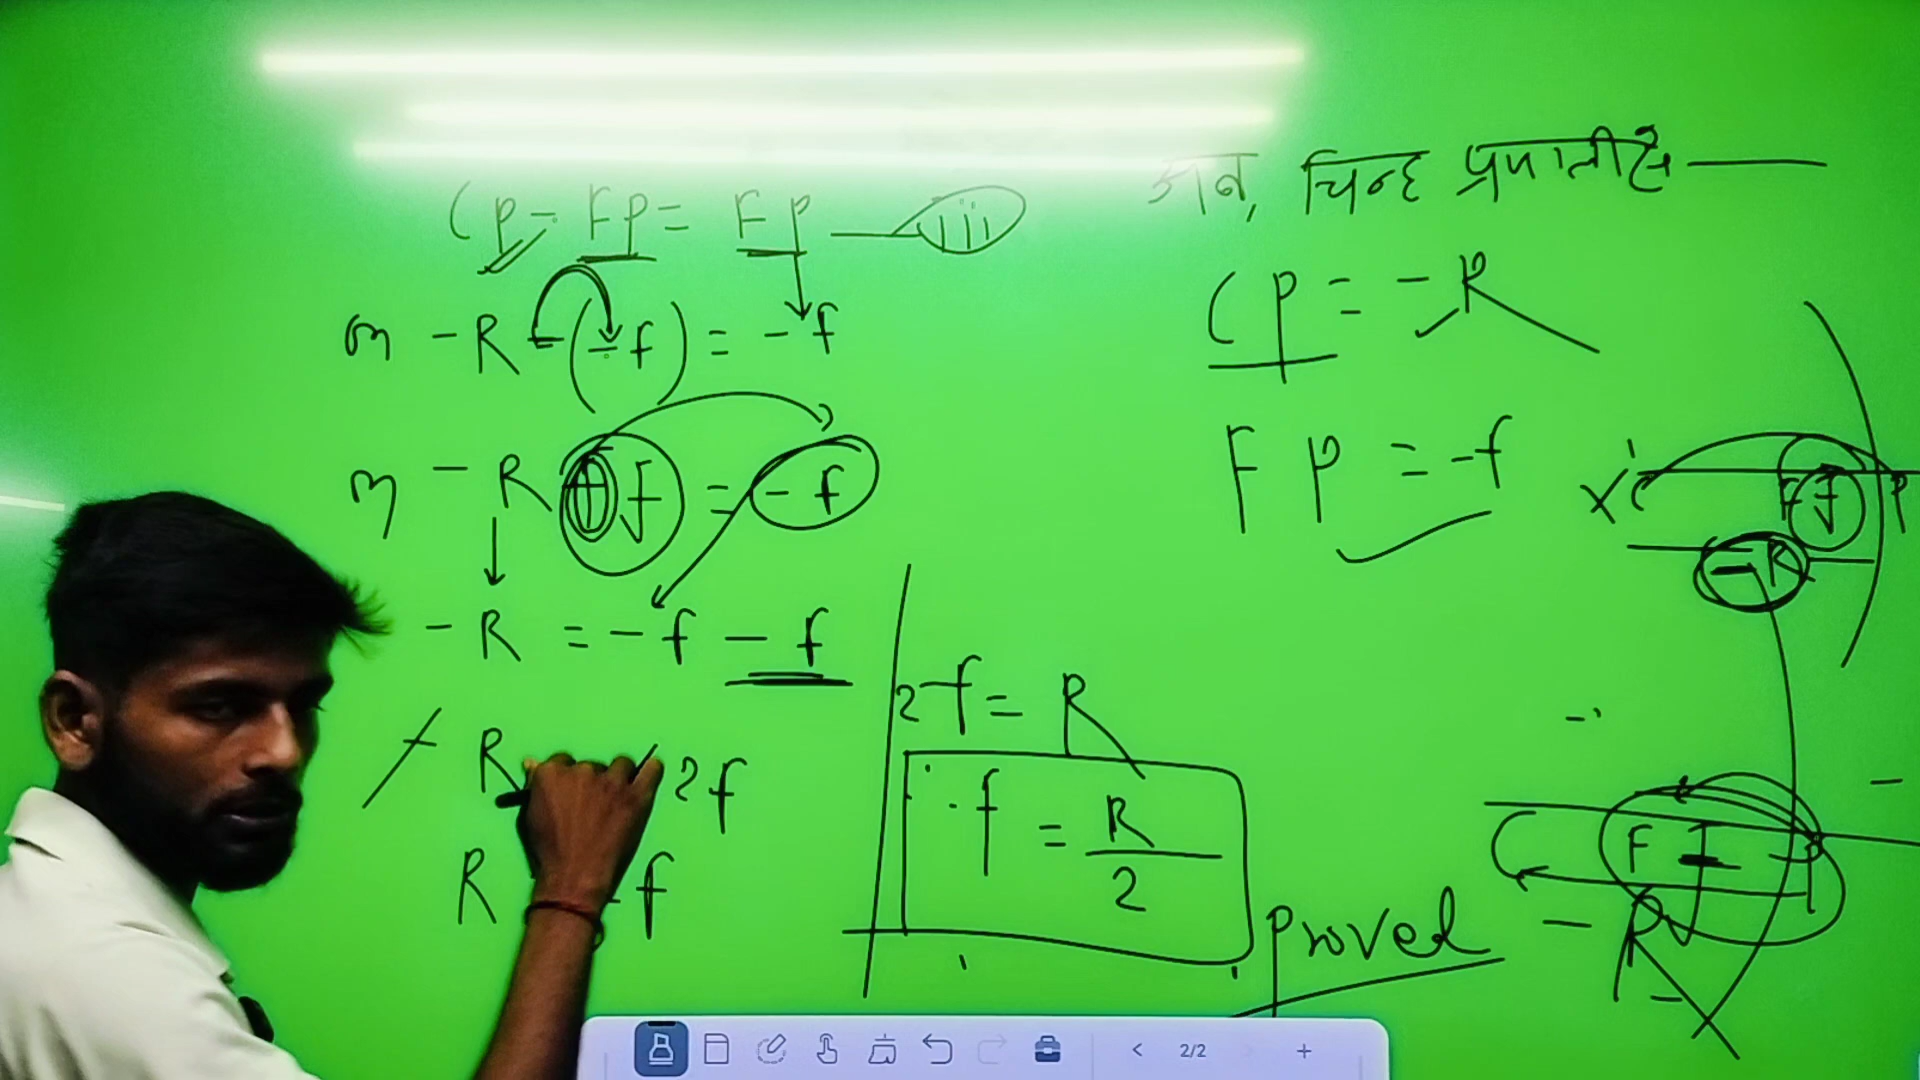 CP - FP = FP — (iii)
या -R - (-f) = -f
या -R + f = -f
-R = -f - f
- R 2f
R f
2f = R
f = R/2
Proved
अब, चिन्ह प्रणाली से —
CP = -R
FP = -f
X' C F f P
-R
C F P
- R
2/2